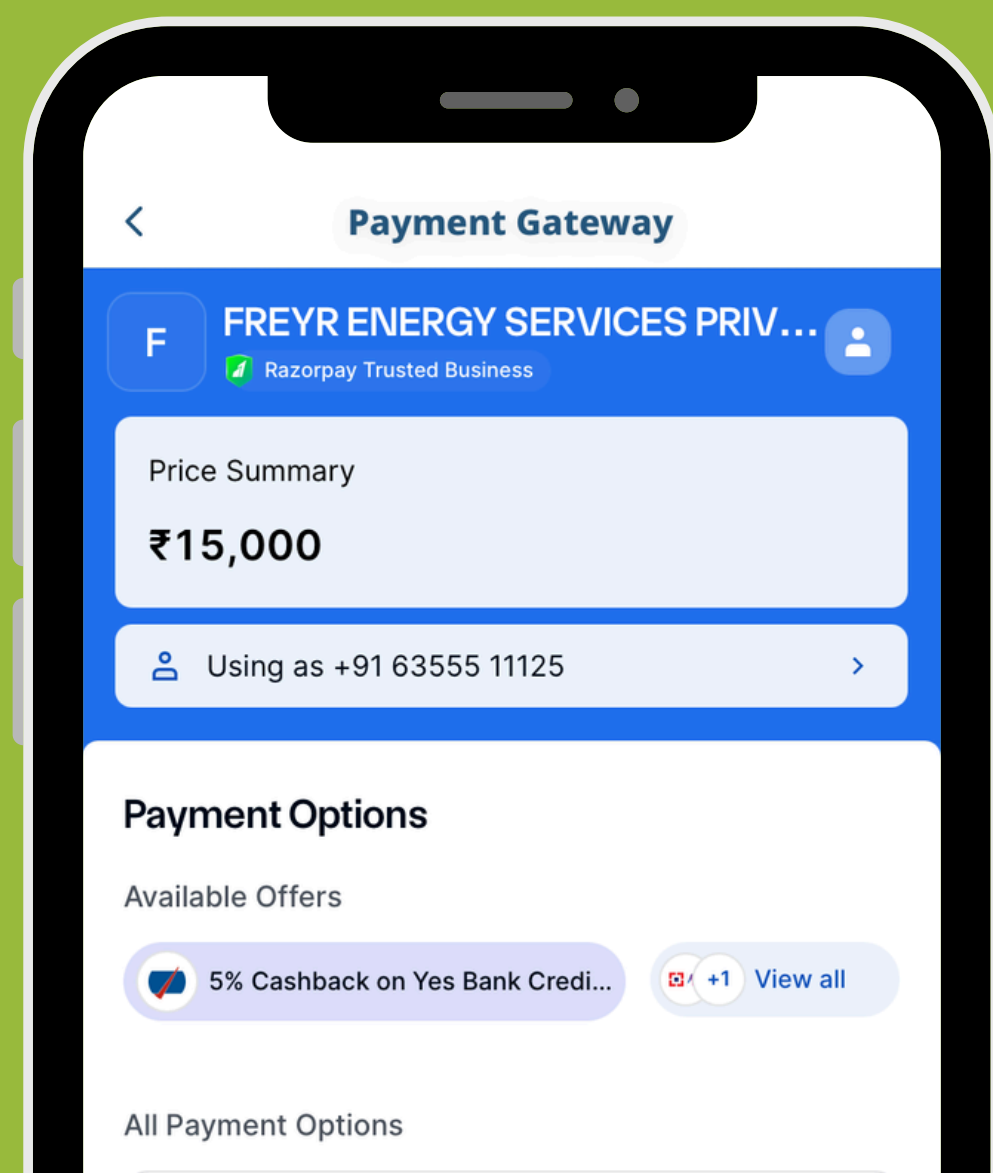 Payment Gateway
F
FREYR ENERGY SERVICES PRIV...
Razorpay Trusted Business
Price Summary
₹15,000
Using as +91 63555 11125
Payment Options
Available Offers
5% Cashback on Yes Bank Credi...
+1 View all
All Payment Options